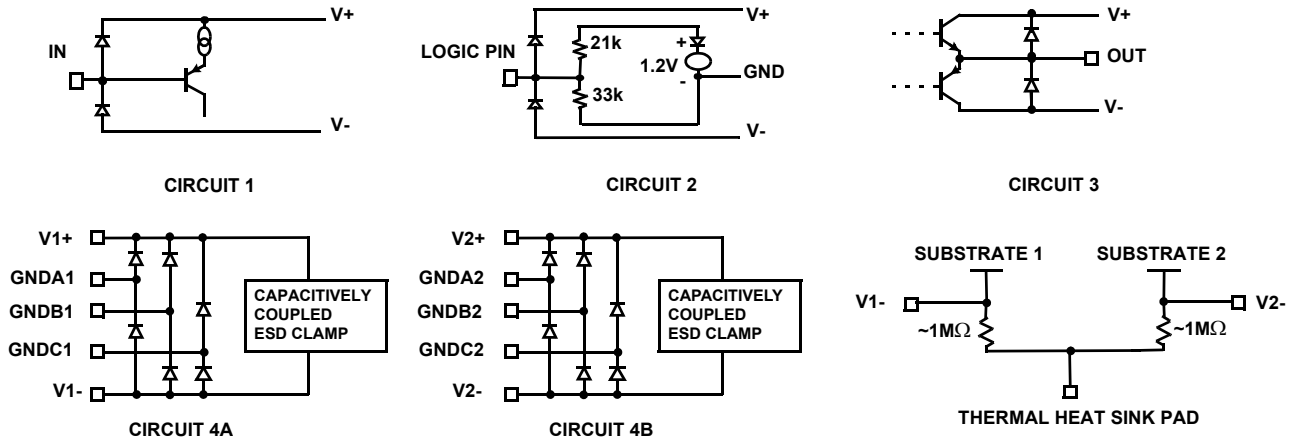 V+
IN
V-
CIRCUIT 1
V+
LOGIC PIN
21k
+
1.2V
-
GND
33k
V-
CIRCUIT 2
V+
OUT
V-
CIRCUIT 3
V1+
GNDA1
GNDB1
GNDC1
V1-
CAPACITIVELY
COUPLED
ESD CLAMP
CIRCUIT 4A
V2+
GNDA2
GNDB2
GNDC2
V2-
CAPACITIVELY
COUPLED
ESD CLAMP
CIRCUIT 4B
SUBSTRATE 1
SUBSTRATE 2
V1-
V2-
~1MΩ
~1MΩ
THERMAL HEAT SINK PAD